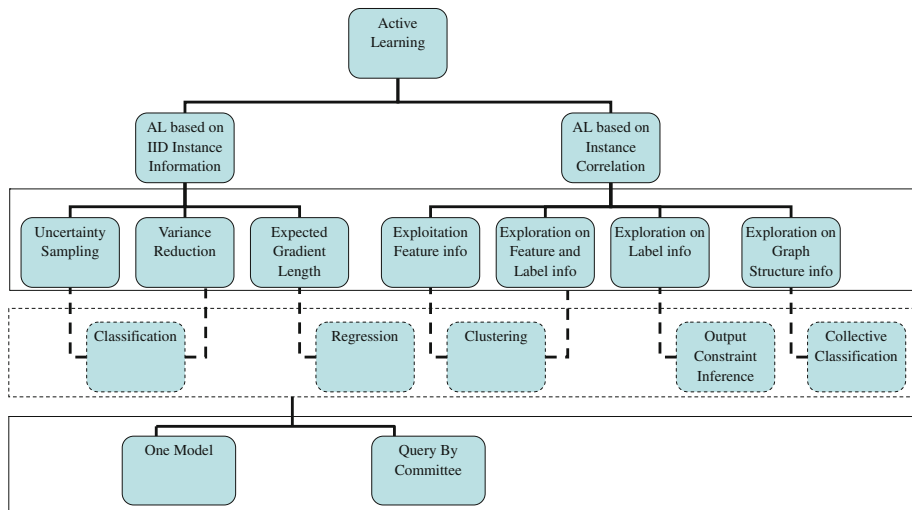 Active
Learning
AL based on
IID Instance
Information
AL based on
Instance
Correlation
Uncertainty
Sampling
Variance
Reduction
Expected
Gradient
Length
Exploitation
Feature info
Exploration on
Feature and
Label info
Exploration on
Label info
Exploration on
Graph
Structure info
Classification
Regression
Clustering
Output
Constraint
Inference
Collective
Classification
One Model
Query By
Committee